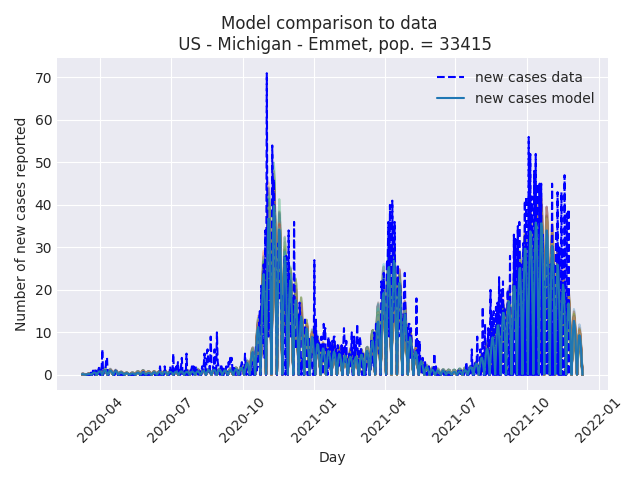 Model comparison to data
US - Michigan - Emmet, pop. = 33415
new cases data
new cases model
Number of new cases reported
70
60
50
40
30
20
10
0
2020-04
2020-07
2020-10
2021-01
2021-04
2021-07
2021-10
2022-01
Day